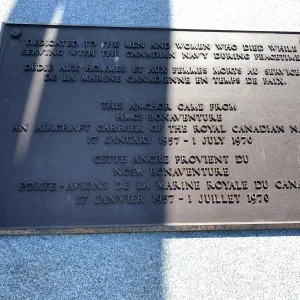 DEDICATED TO THE MEN AND WOMEN WHO DIED WHILE
SERVING WITH THE CANADIAN NAVY DURING PEACETIME.
DÉDIÉ AUX HOMMES ET AUX FEMMES MORTS AU SERVICE
DE LA MARINE CANADIENNE EN TEMPS DE PAIX.
THIS ANCHOR CAME FROM
HMCS BONAVENTURE
AN AIRCRAFT CARRIER OF THE ROYAL CANADIAN
17 JANUARY 1957 - 1 JULY 1970
CETTE ANCRE PROVIENT DU
NCSM BONAVENTURE
PORTE-AVIONS DE LA MARINE ROYALE DU
17 JANVIER 1957 - 1 JUILLET 1970